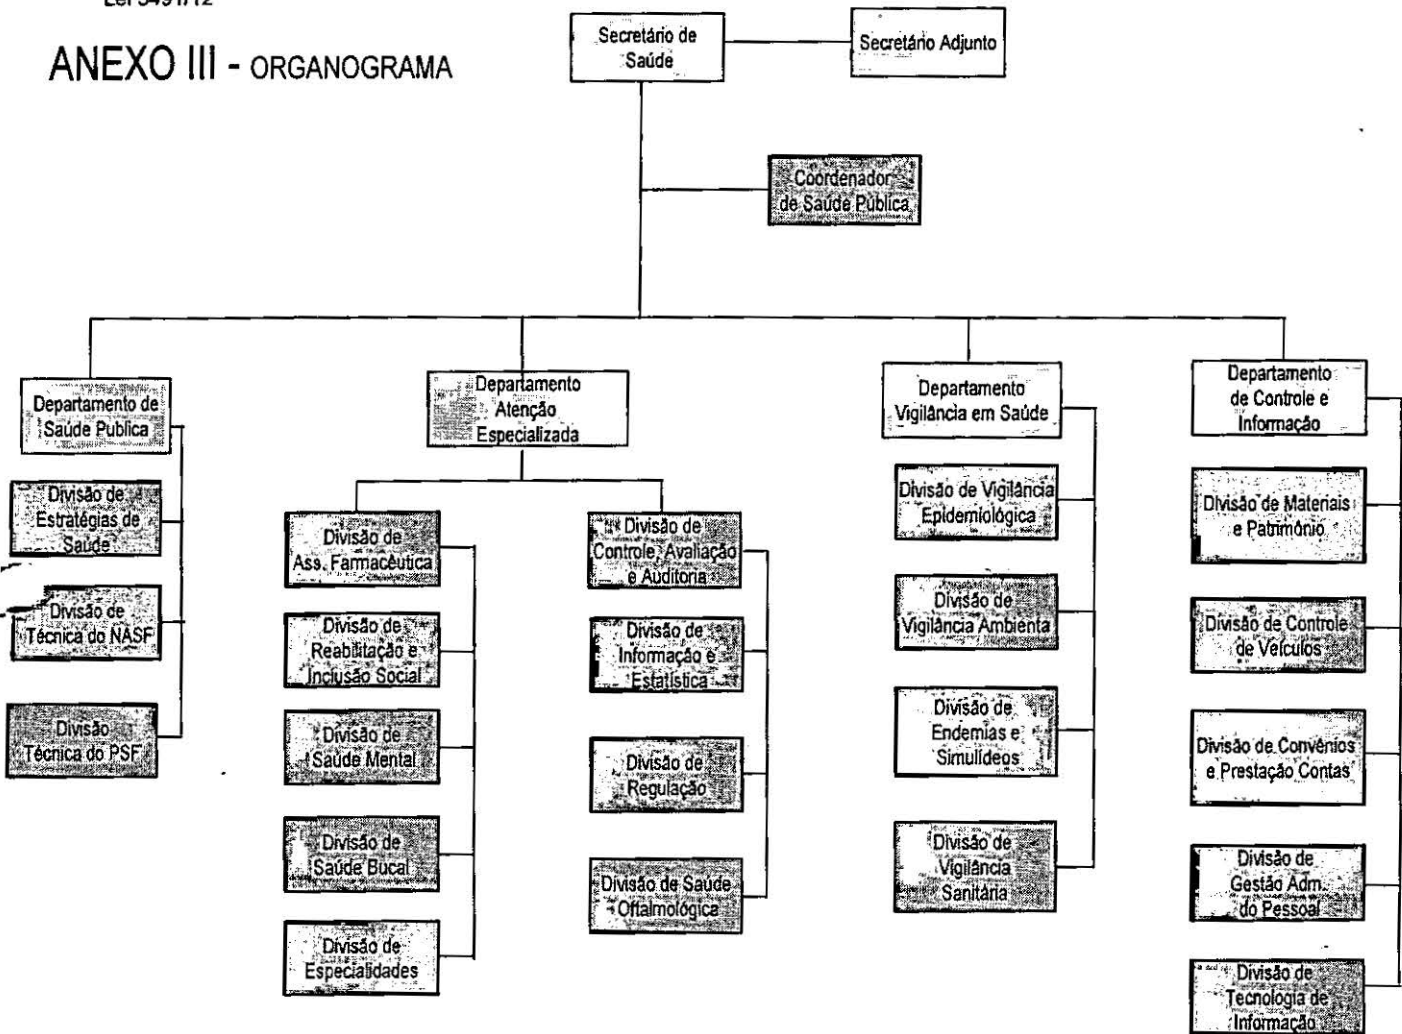 Lei 5491/12
ANEXO III - ORGANOGRAMA
Secretário de
Saúde
Secretário Adjunto
Coordenador
de Saúde Pública
Departamento de
Saúde Publica
Divisão de
Estratégias de
Saúde
Divisão de
Técnica do NASF
Divisão
Técnica do PSF
Departamento
Atenção
Especializada
Divisão de
Ass. Farmacêutica
Divisão de
Reabilitação e
Inclusão Social
Divisão de
Saúde Mental
Divisão de
Saúde Bucal
Divisão de
Especialidades
Divisão de
Controle, Avaliação
e Auditoria
Divisão de
Informação e
Estatística
Divisão de
Regulação
Divisão de Saúde
Oftalmológica
Departamento
Vigilância em Saúde
Divisão de Vigilância
Epidemiológica
Divisão de
Vigilância Ambienta
Divisão de
Endemias e
Simulídeos
Divisão de
Vigilância
Sanitária
Departamento
de Controle e
Informação
Divisão de Materiais
e Patrimônio
Divisão de Controle
de Veículos
Divisão de Convênios
e Prestação Contas
Divisão de
Gestão Adm.
do Pessoal
Divisão de
Tecnologia de
Informação